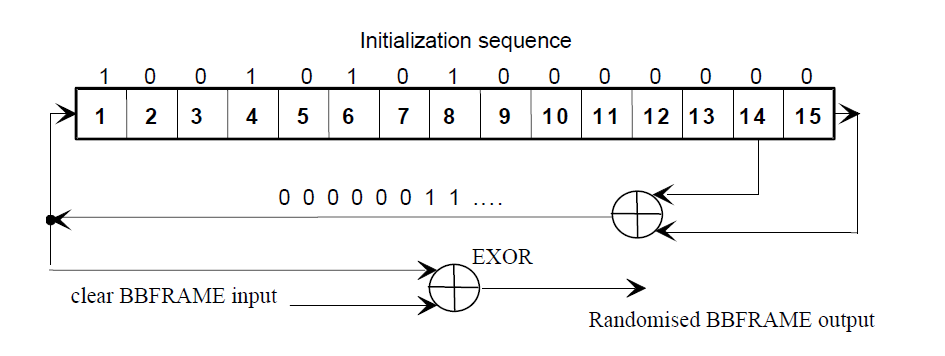 Initialization sequence
1 0 0 1 0 1 0 1 0 0 0 0 0 0 0
1 2 3 4 5 6 7 8 9 10 11 12 13 14 15
0 0 0 0 0 0 1 1 ....
EXOR
clear BBFRAME input
Randomised BBFRAME output